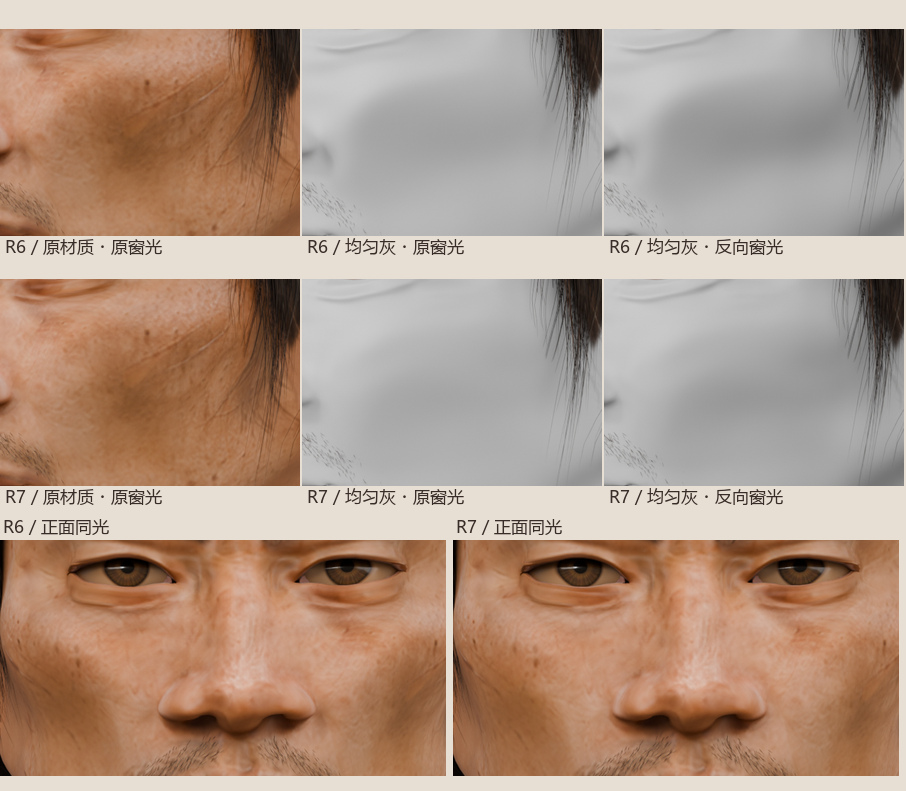 R6 / 原材质 · 原窗光
R6 / 均匀灰 · 原窗光
R6 / 均匀灰 · 反向窗光
R7 / 原材质 · 原窗光
R7 / 均匀灰 · 原窗光
R7 / 均匀灰 · 反向窗光
R6 / 正面同光
R7 / 正面同光